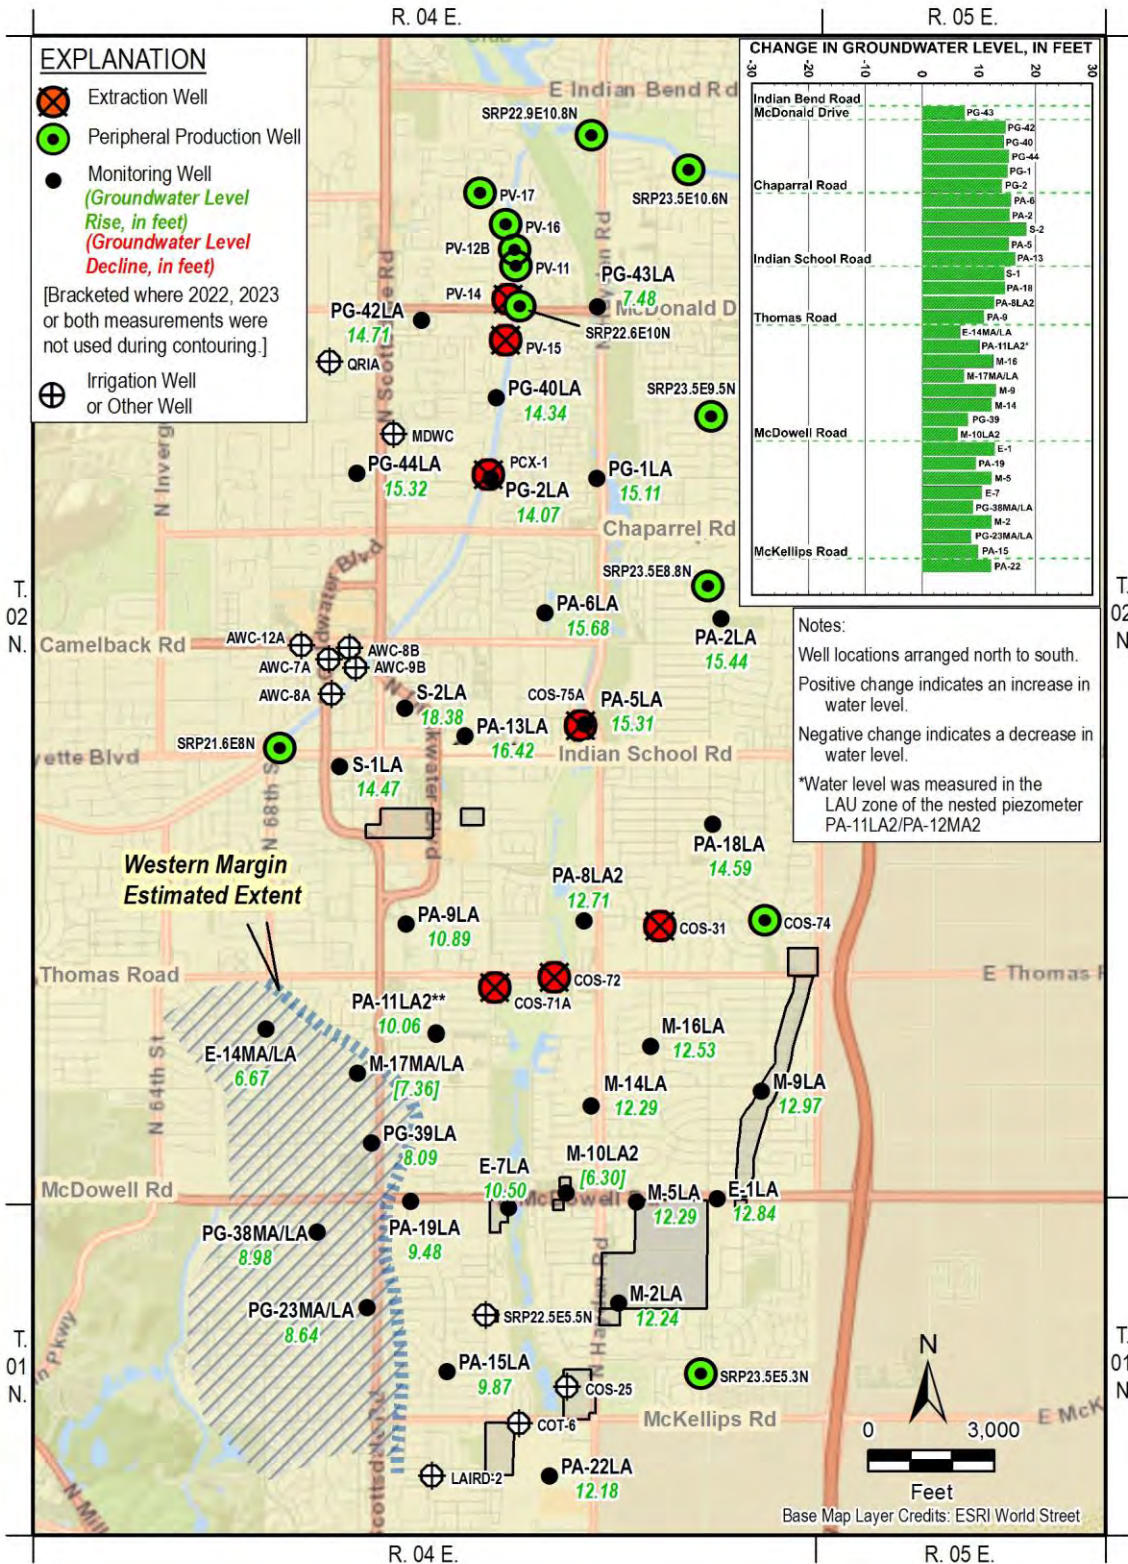 R. 04 E.
R. 05 E.
EXPLANATION
Extraction Well
Peripheral Production Well
Monitoring Well
(Groundwater Level
Rise, in feet)
(Groundwater Level
Decline, in feet)
[Bracketed where 2022, 2023
or both measurements were
not used during contouring.]
Irrigation Well
or Other Well
CHANGE IN GROUNDWATER LEVEL, IN FEET
-30 -20 -10 0 10 20 30
Indian Bend Road
McDonald Drive
PG-43
PG-42
PG-40
PG-44
PG-1
Chaparral Road
PG-2
PA-6
PA-2
S-2
PA-5
Indian School Road
PA-13
S-1
PA-18
PA-8LA2
Thomas Road
PA-9
E-14MA/LA
PA-11LA2*
M-16
M-17MA/LA
M-9
M-14
PG-39
McDowell Road
M-10LA2
E-1
PA-19
M-5
E-7
PG-38MA/LA
M-2
PG-23MA/LA
McKellips Road
PA-15
PA-22
Notes:
Well locations arranged north to south.
Positive change indicates an increase in
water level.
Negative change indicates a decrease in
water level.
*Water level was measured in the
LAU zone of the nested piezometer
PA-11LA2/PA-12MA2
E Indian Bend Rd
SRP22.9E10.8N
SRP23.5E10.6N
PV-17
PV-16
PV-12B
PV-11
PV-14
PG-43LA
7.48
McDonald D
SRP22.6E10N
PG-42LA
14.71
PV-15
QRIA
PG-40LA
14.34
SRP23.5E9.5N
MDWC
PG-44LA
15.32
PCX-1
PG-2LA
14.07
PG-1LA
15.11
Chaparrel Rd
SRP23.5E8.8N
T.
02
N.
T.
02
N.
Camelback Rd
AWC-12A
AWC-8B
AWC-7A
AWC-9B
AWC-8A
PA-6LA
15.68
PA-2LA
15.44
S-2LA
18.38
COS-75A
PA-5LA
15.31
PA-13LA
16.42
SRP21.6E8N
yette Blvd
Indian School Rd
S-1LA
14.47
N 68th S
PA-18LA
14.59
Western Margin
Estimated Extent
PA-8LA2
12.71
PA-9LA
10.89
COS-31
COS-74
Thomas Road
E Thomas R
COS-72
COS-71A
PA-11LA2**
10.06
E-14MA/LA
6.67
M-16LA
12.53
M-17MA/LA
[7.36]
M-14LA
12.29
M-9LA
12.97
N 64th St
PG-39LA
8.09
M-10LA2
[6.30]
E-7LA
10.50
McDowell Rd
M-5LA
12.29
E-1LA
12.84
PG-38MA/LA
8.98
PA-19LA
9.48
PG-23MA/LA
8.64
SRP22.5E5.5N
M-2LA
12.24
T.
01
N.
T.
01
N
PA-15LA
9.87
COS-25
SRP23.5E5.3N
COT-6
McKellips Rd
E McK
LAIRD-2
PA-22LA
12.18
N
0 3,000
Feet
Base Map Layer Credits: ESRI World Street
R. 04 E.
R. 05 E.